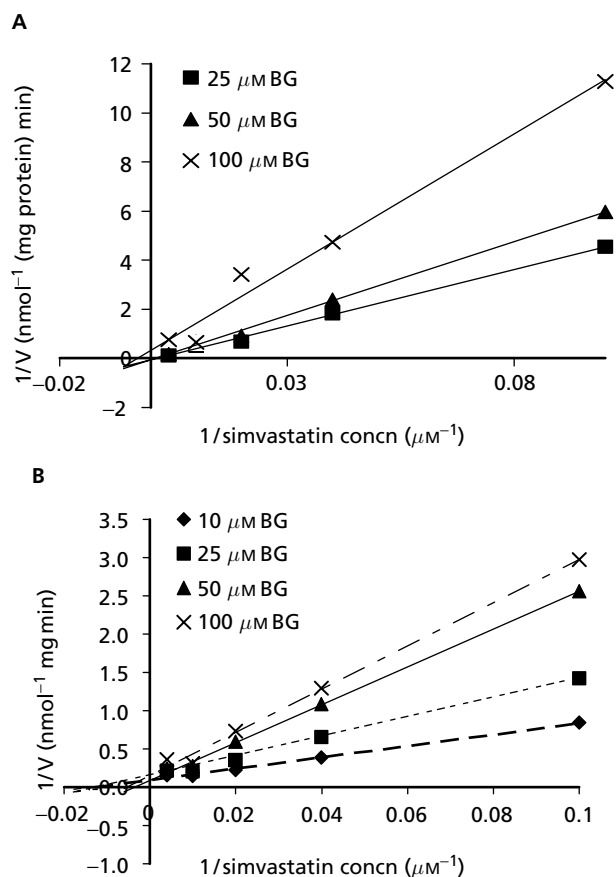 A
12
10
8
6
4
2
0
−2
−0.02
0.03
0.08
25 μM BG
50 μM BG
100 μM BG
1/V (nmol⁻¹ (mg protein) min)
1/simvastatin concn (μM⁻¹)
B
3.5
3.0
2.5
2.0
1.5
1.0
0.5
0.0
−0.5
−1.0
−0.02
0
0.02
0.04
0.06
0.08
0.1
10 μM BG
25 μM BG
50 μM BG
100 μM BG
1/V (nmol⁻¹ mg min)
1/simvastatin concn (μM⁻¹)